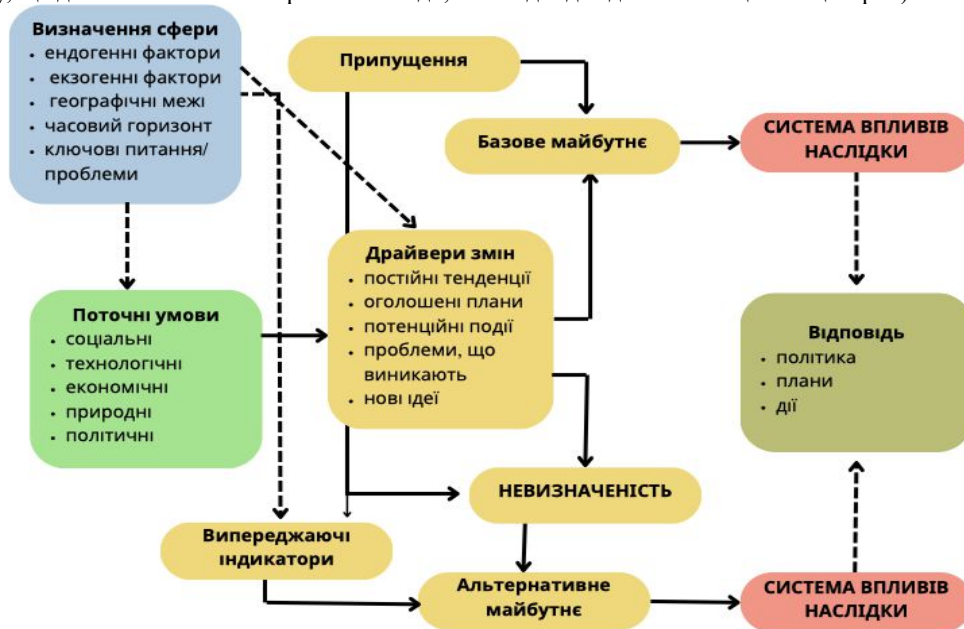 Визначення сфери
• ендогенні фактори
• екзогенні фактори
• географічні межі
• часовий горизонт
• ключові питання/
проблеми
Припущення
Базове майбутнє
СИСТЕМА ВПЛИВІВ
НАСЛІДКИ
Драйвери змін
• постійні тенденції
• оголошені плани
• потенційні події
• проблеми, що
виникають
• нові ідеї
Поточні умови
• соціальні
• технологічні
• економічні
• природні
• політичні
Відповідь
• політика
• плани
• дії
НЕВИЗНАЧЕНІСТЬ
Випереджаючі
індикатори
Альтернативне
майбутнє
СИСТЕМА ВПЛИВІВ
НАСЛІДКИ